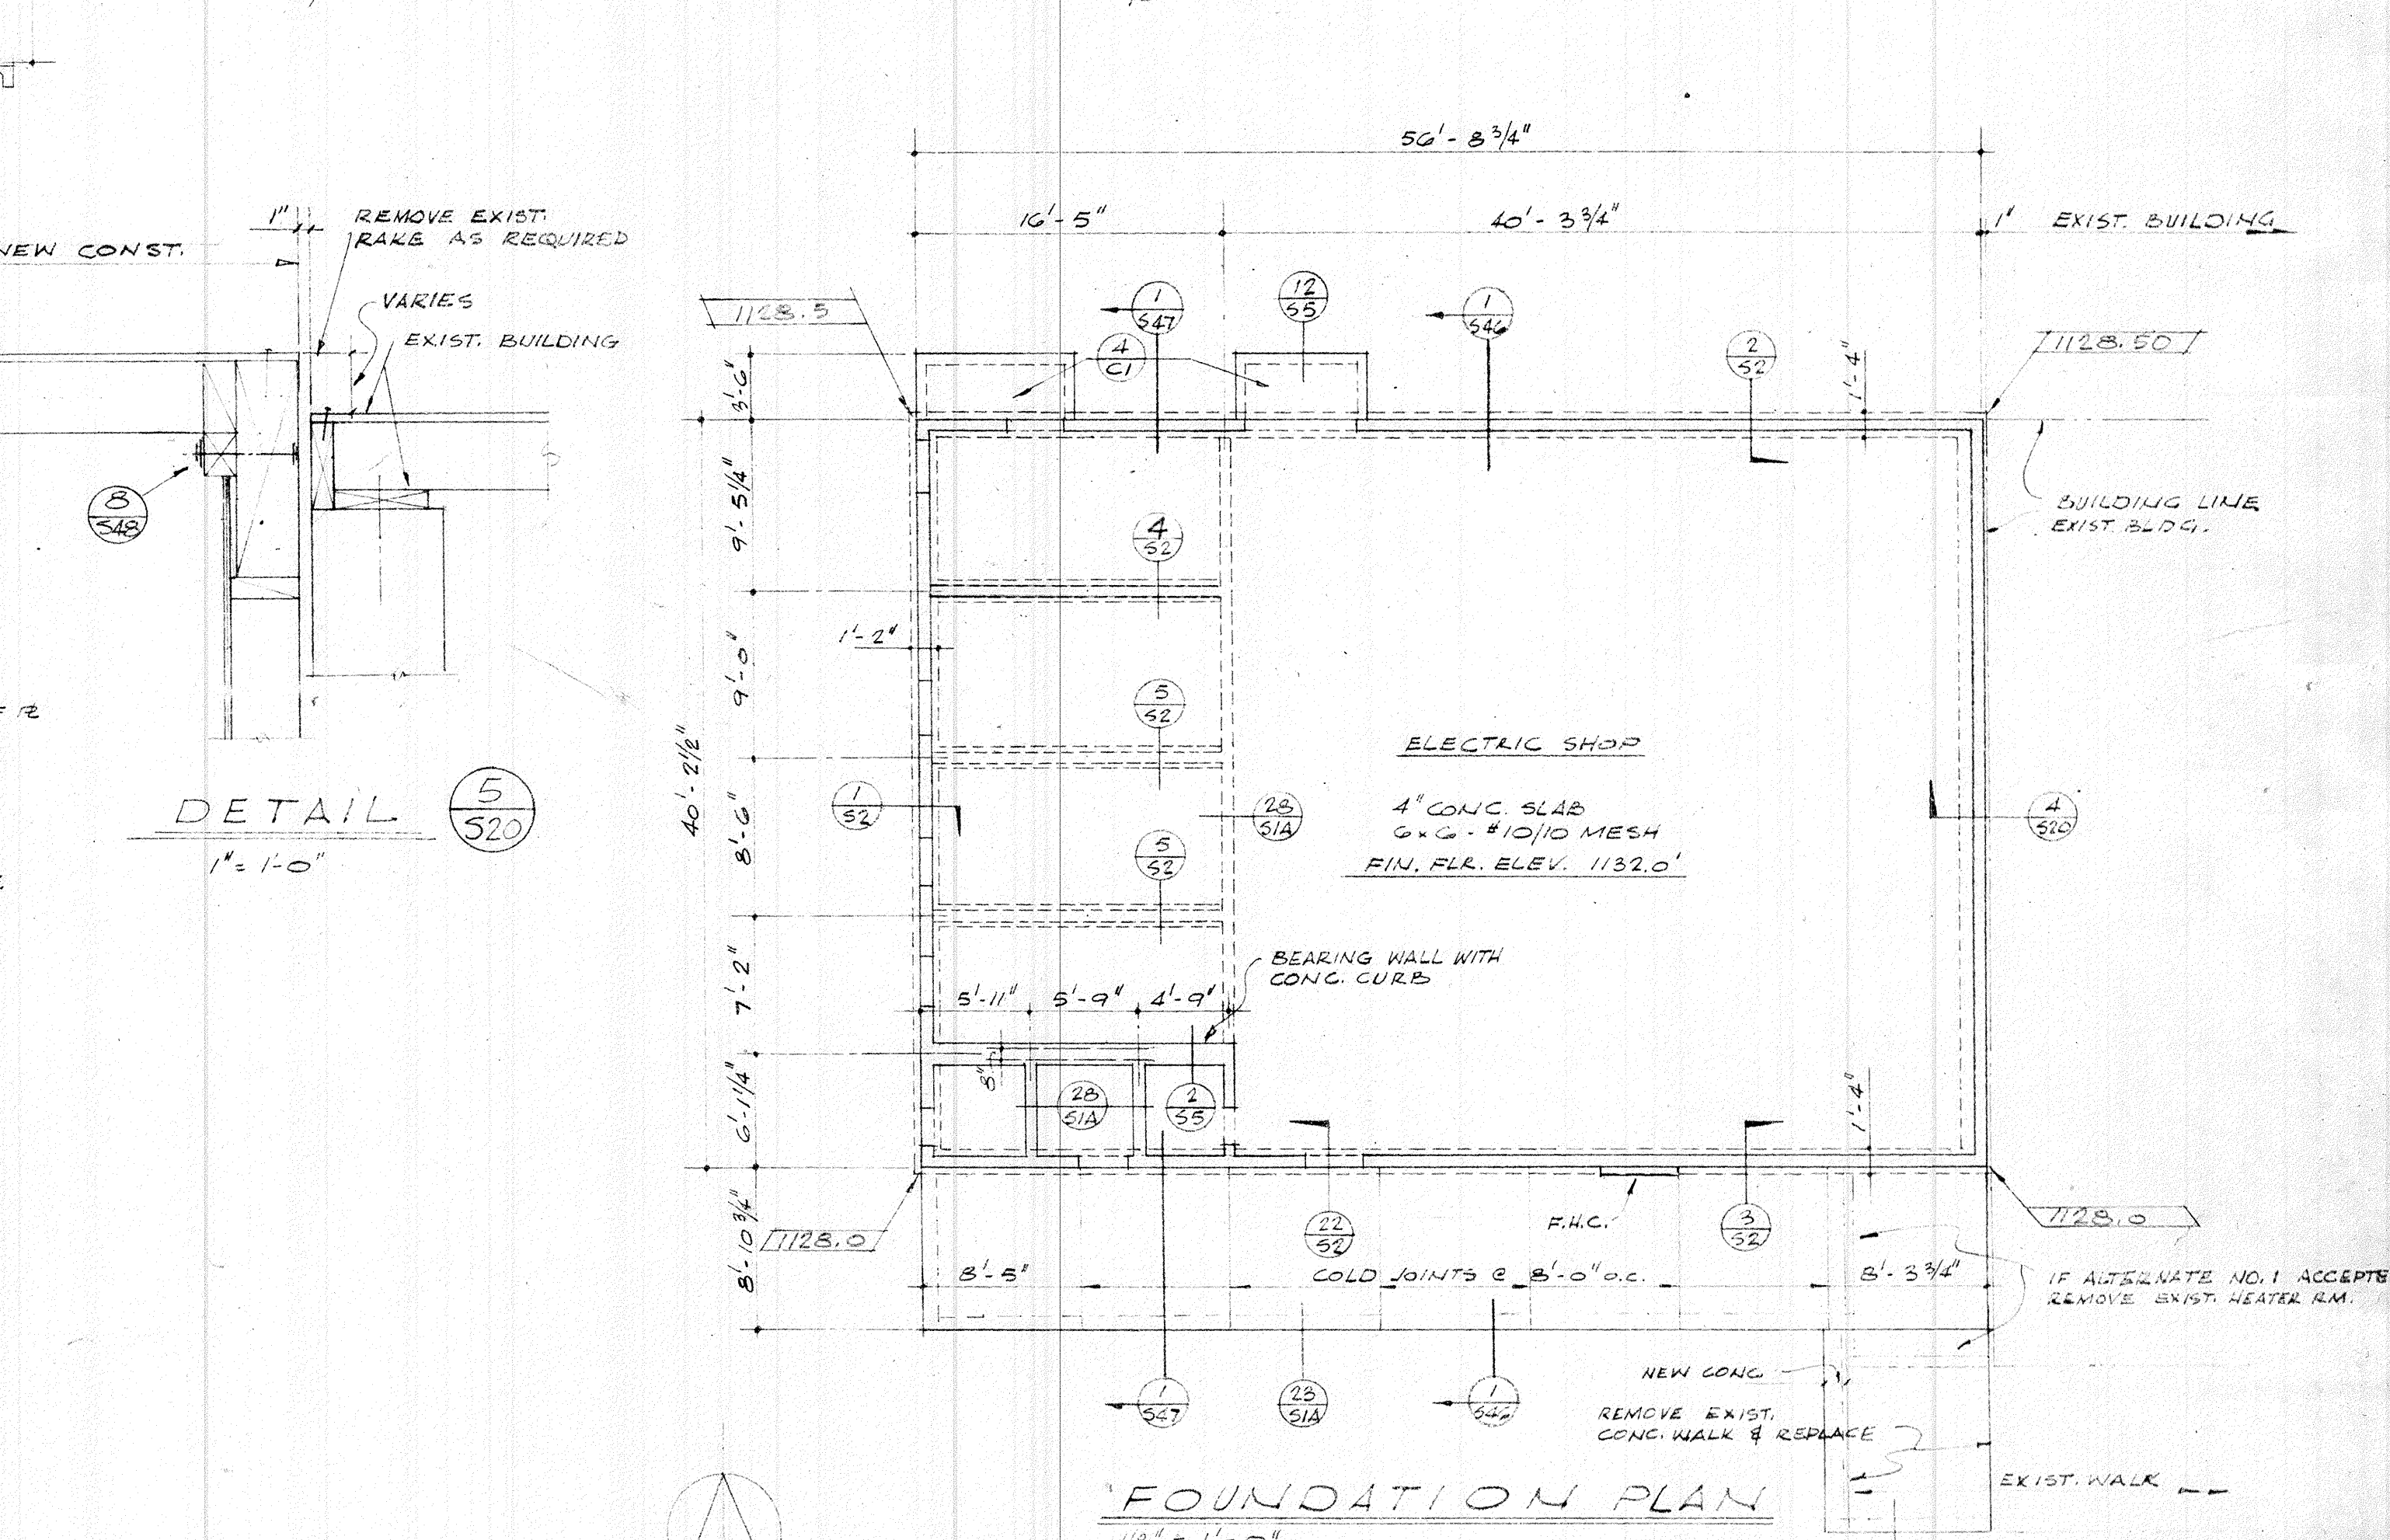 56'- 8 3/4"
16'- 5"
40'- 3 3/4"
1"
EXIST. BUILDING
1"
REMOVE EXIST.
RAKE AS REQUIRED
NEW CONST.
VARIES
EXIST. BUILDING
8
S48
DETAIL
5
S20
1"= 1'-0"
1128.5
1
S47
12
S5
1
S46
4
C1
2
S2
1'-4"
1128.50
3'-6"
9'-5 1/4"
9'-0"
8'-6"
7'-2"
6'-1 1/4"
8'-10 3/4"
40'-2 1/2"
BUILDING LINE
EXIST. BLDG.
4
S2
1'-2"
5
S2
1
S2
5
S2
28
S1A
ELECTRIC SHOP
4" CONC. SLAB
6x6 - #10/10 MESH
FIN. FLR. ELEV. 1132.0'
4
S20
BEARING WALL WITH
CONC. CURB
5'-11"
5'-9"
4'-9"
8"
28
S1A
2
S5
1'-4"
1128.0
22
S2
F.H.C.
3
S2
1128.0
8'-5"
COLD JOINTS @ 8'-0" O.C.
8'- 3 3/4"
IF ALTERNATE NO. 1 ACCEPTE
REMOVE EXIST. HEATER RM.
1
S47
23
S1A
1
S46
NEW CONC
REMOVE EXIST.
CONC. WALK & REPLACE
EXIST. WALK
FOUNDATION PLAN